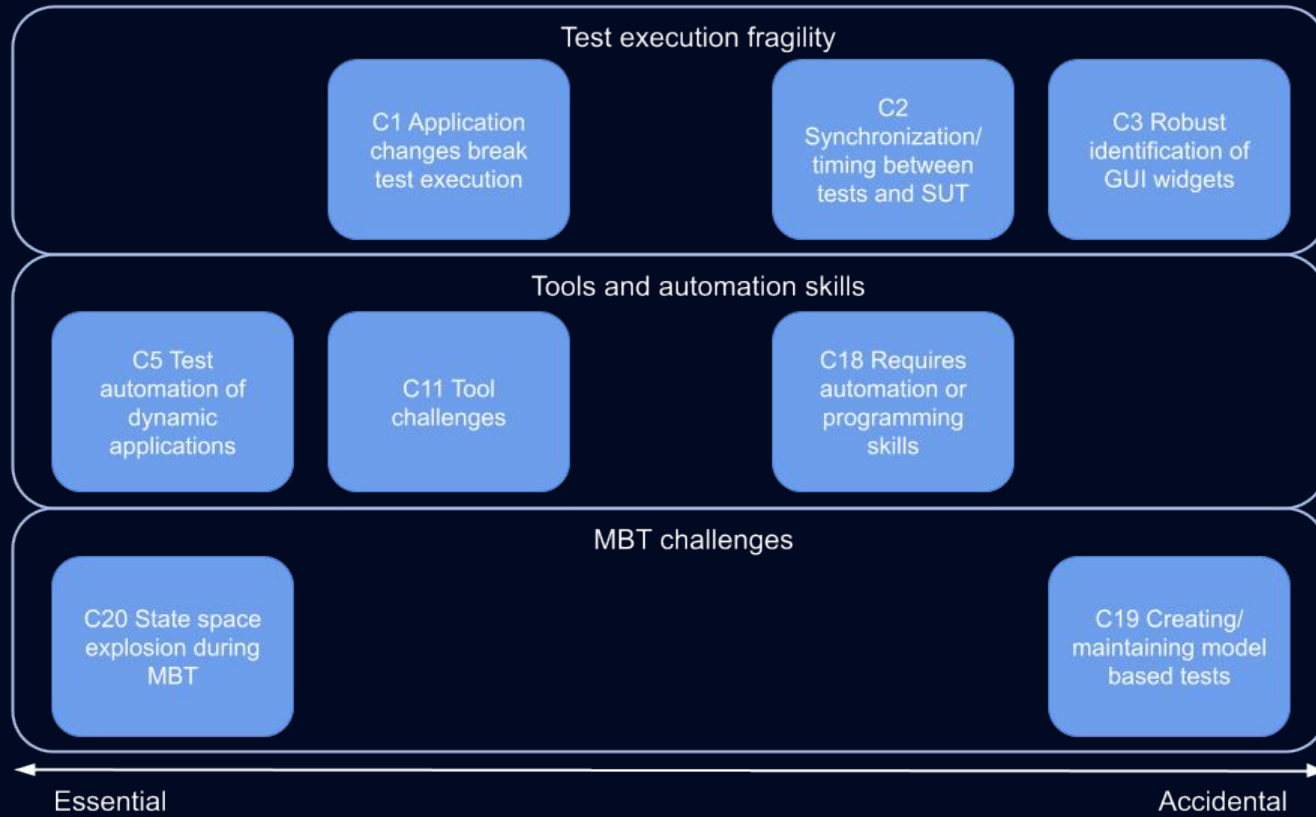 Test execution fragility
C1 Application
changes break
test execution
C2
Synchronization/
timing between
tests and SUT
C3 Robust
identification of
GUI widgets
Tools and automation skills
C5 Test
automation of
dynamic
applications
C11 Tool
challenges
C18 Requires
automation or
programming
skills
MBT challenges
C20 State space
explosion during
MBT
C19 Creating/
maintaining model
based tests
Essential
Accidental